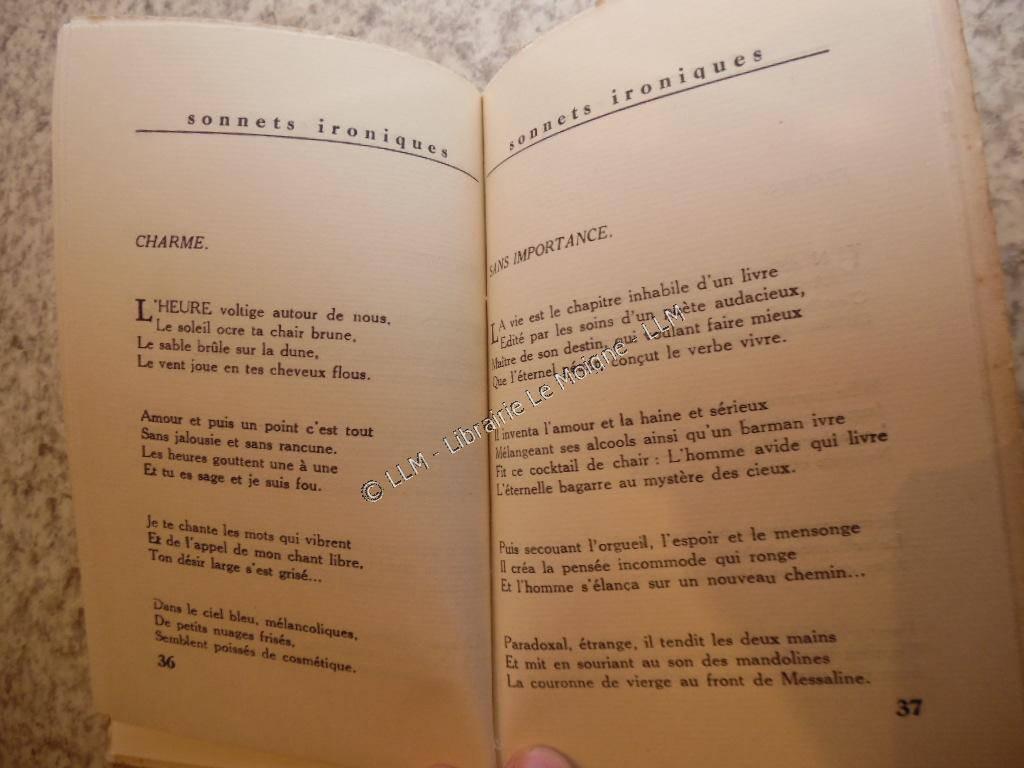 sonnets ironiques
CHARME.
L'HEURE voltige autour de nous,
Le soleil ocre ta chair brune,
Le sable brûle sur la dune,
Le vent joue en tes cheveux flous.
Amour et puis un point c'est tout
Sans jalousie et sans rancune.
Les heures gouttent une à une
Et tu es sage et je suis fou.
Je te chante les mots qui vibrent
Et de l'appel de mon chant libre,
Ton désir large s'est grisé...
Dans le ciel bleu, mélancoliques,
De petits nuages frisés,
Semblent poissés de cosmétique.
36
sonnets ironiques
SANS IMPORTANCE.
LA vie est le chapitre inhabile d'un livre
Édité par les soins d'un poète audacieux,
Maître de son destin, qui voulant faire mieux
Que l'éternel conçut le verbe vivre.
Il inventa l'amour et la haine et sérieux
Mélangeant ses alcools ainsi qu'un barman ivre
Fit ce cocktail de chair : L'homme avide qui livre
L'éternelle bagarre au mystère des cieux.
Puis secouant l'orgueil, l'espoir et le mensonge
Il créa la pensée incommode qui ronge
Et l'homme s'élança sur un nouveau chemin...
Paradoxal, étrange, il tendit les deux mains
Et mit en souriant au son des mandolines
La couronne de vierge au front de Messaline.
37
© LLM - Librairie Le Moigne - LLM